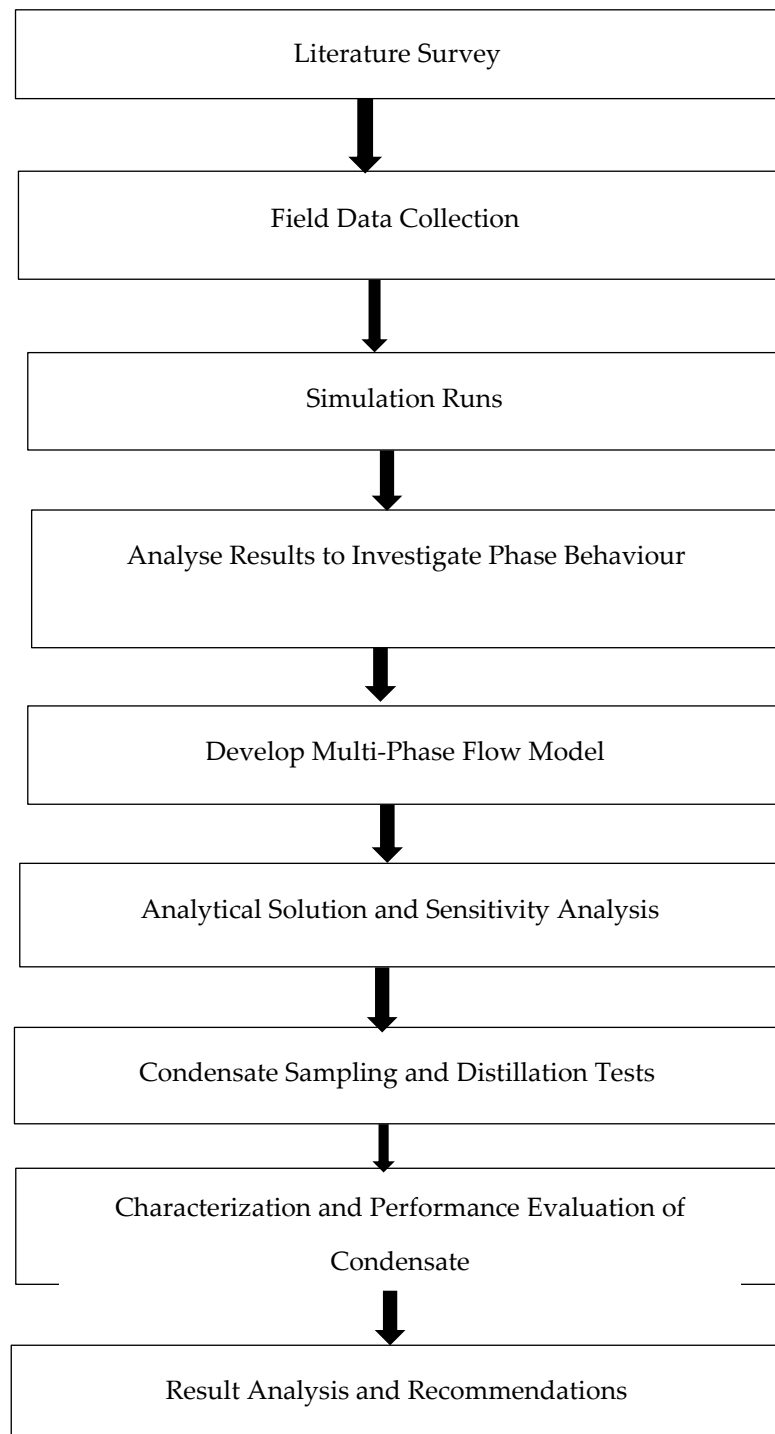 Literature Survey
Field Data Collection
Simulation Runs
Analyse Results to Investigate Phase Behaviour
Develop Multi-Phase Flow Model
Analytical Solution and Sensitivity Analysis
Condensate Sampling and Distillation Tests
Characterization and Performance Evaluation of
Condensate
Result Analysis and Recommendations